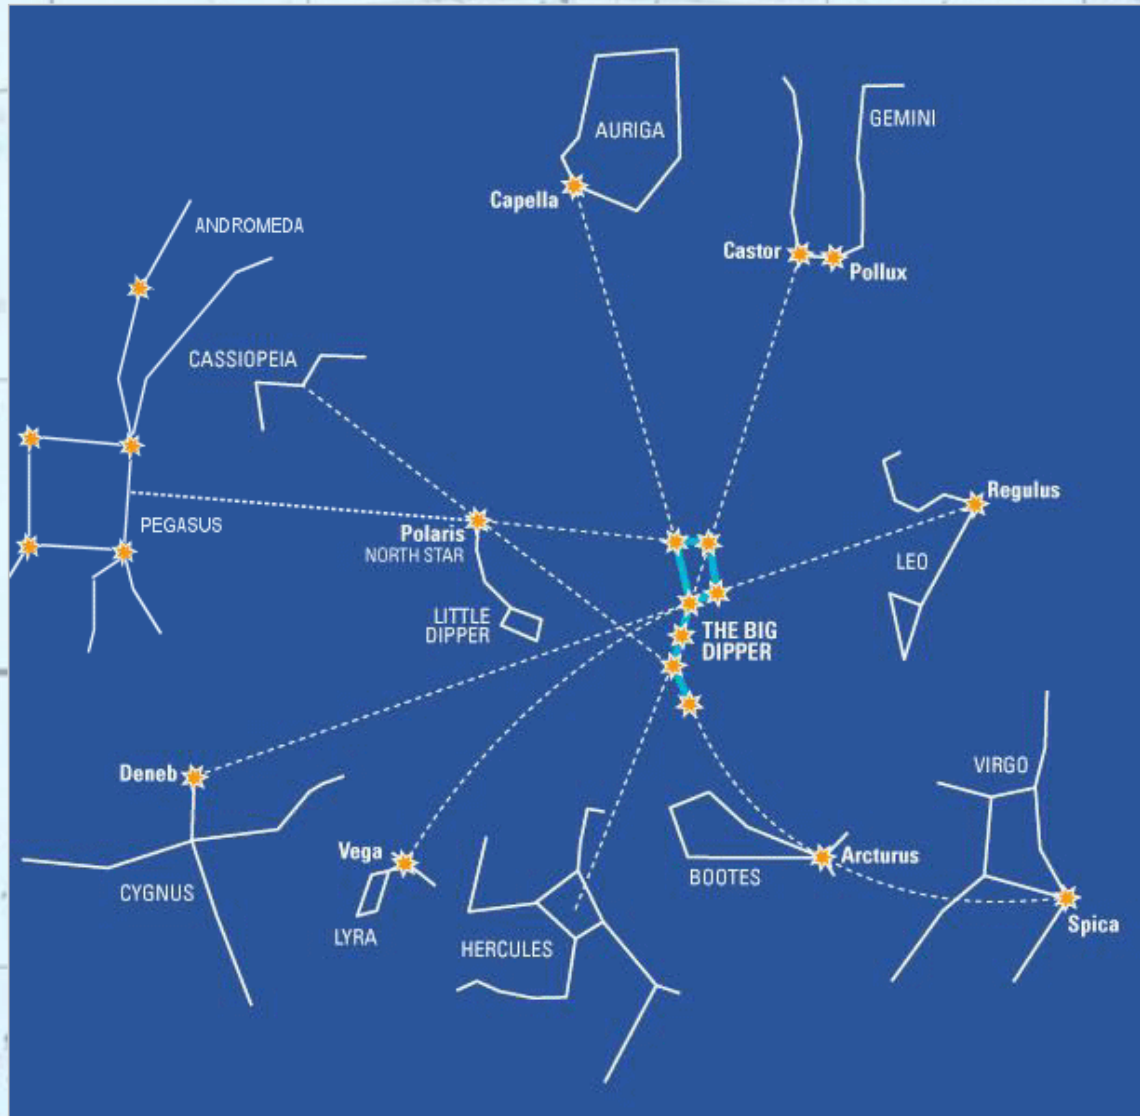 AURIGA
GEMINI
Capella
ANDROMEDA
Castor
Pollux
CASSIOPEIA
Regulus
PEGASUS
Polaris
NORTH STAR
LEO
LITTLE
DIPPER
THE BIG
DIPPER
Deneb
VIRGO
Vega
Arcturus
BOOTES
CYGNUS
Spica
LYRA
HERCULES